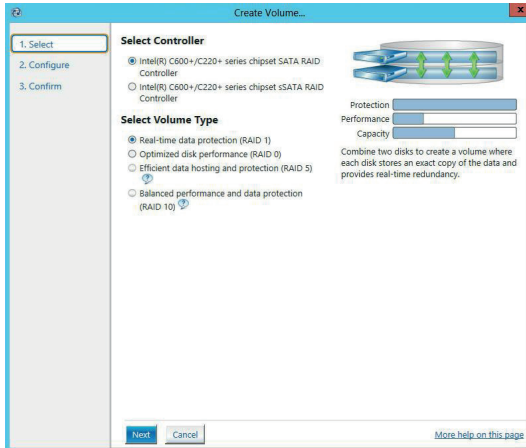 Create Volume...
x
1. Select
2. Configure
3. Confirm
Select Controller
Intel(R) C600+/C220+ series chipset SATA RAID
Controller
Intel(R) C600+/C220+ series chipset sSATA RAID
Controller
Select Volume Type
Real-time data protection (RAID 1)
Optimized disk performance (RAID 0)
Efficient data hosting and protection (RAID 5)
?
Balanced performance and data protection
(RAID 10) ?
Protection
Performance
Capacity
Combine two disks to create a volume where
each disk stores an exact copy of the data and
provides real-time redundancy.
Next
Cancel
More help on this page